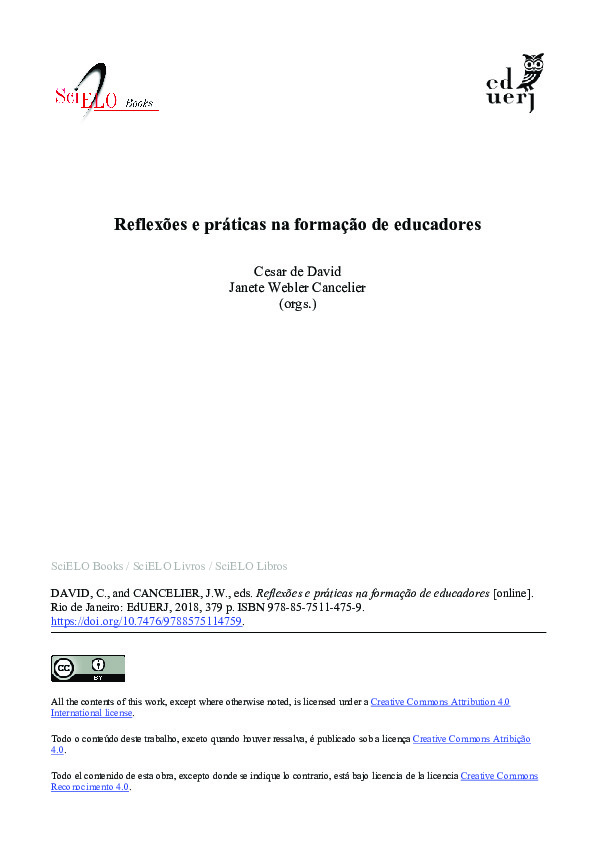 SciELO Books
ed
uerj
Reflexões e práticas na formação de educadores
Cesar de David
Janete Webler Cancelier
(orgs.)
SciELO Books / SciELO Livros / SciELO Libros
DAVID, C., and CANCELIER, J.W., eds. Reflexões e práticas na formação de educadores [online].
Rio de Janeiro: EdUERJ, 2018, 379 p. ISBN 978-85-7511-475-9.
https://doi.org/10.7476/9788575114759.
CC BY
All the contents of this work, except where otherwise noted, is licensed under a Creative Commons Attribution 4.0
International license.
Todo o conteúdo deste trabalho, exceto quando houver ressalva, é publicado sob a licença Creative Commons Atribição
4.0.
Todo el contenido de esta obra, excepto donde se indique lo contrario, está bajo licencia de la licencia Creative Commons
Reconocimento 4.0.